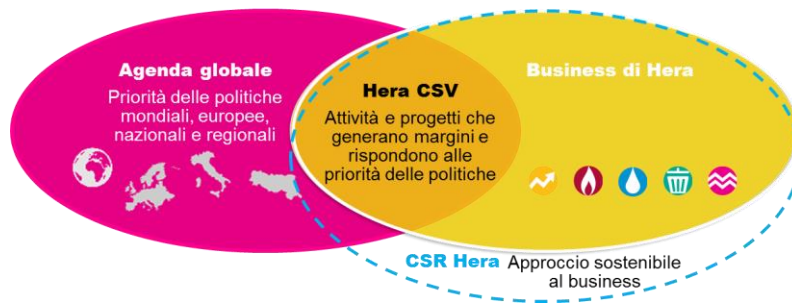 Agenda globale
Priorità delle politiche
mondiali, europee,
nazionali e regionali
Hera CSV
Attività e progetti che
generano margini e
rispondono alle
priorità delle politiche
Business di Hera
CSR Hera Approccio sostenibile
al business